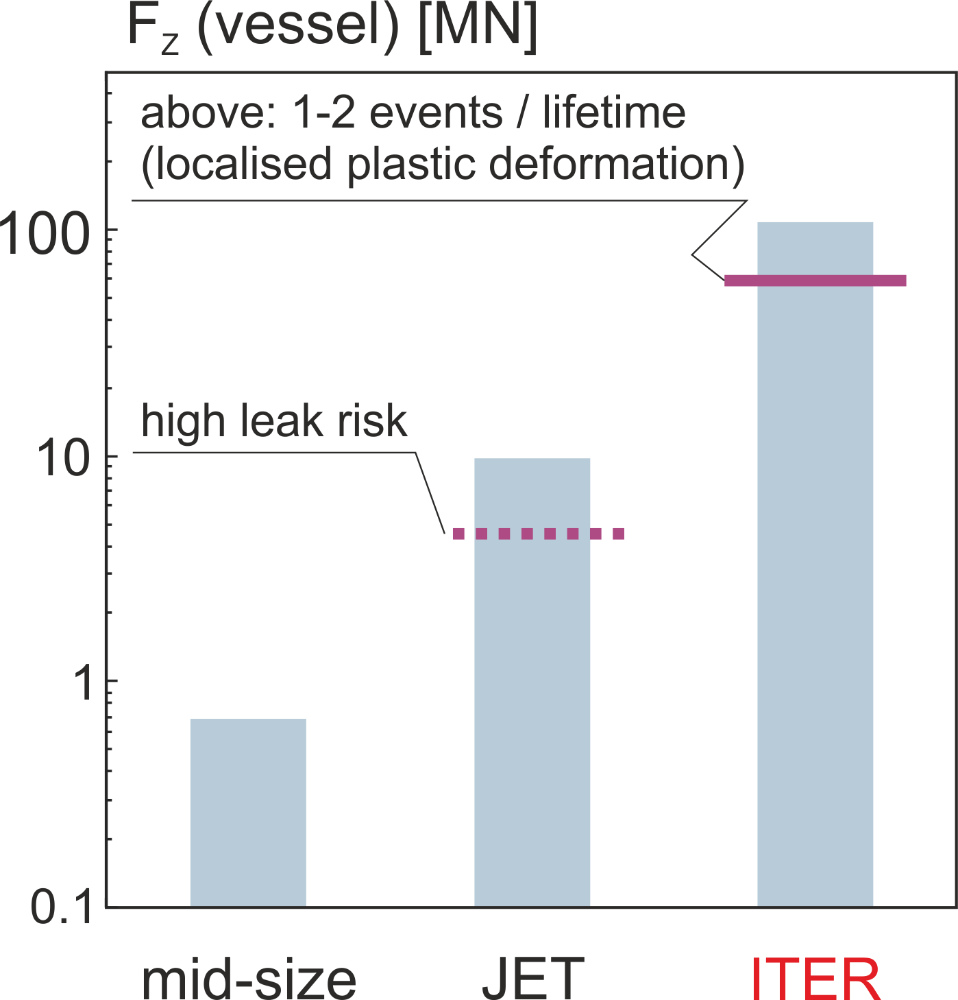 Fz (vessel) [MN]
above: 1-2 events / lifetime
(localised plastic deformation)
100
high leak risk
10
1
0.1
mid-size JET ITER